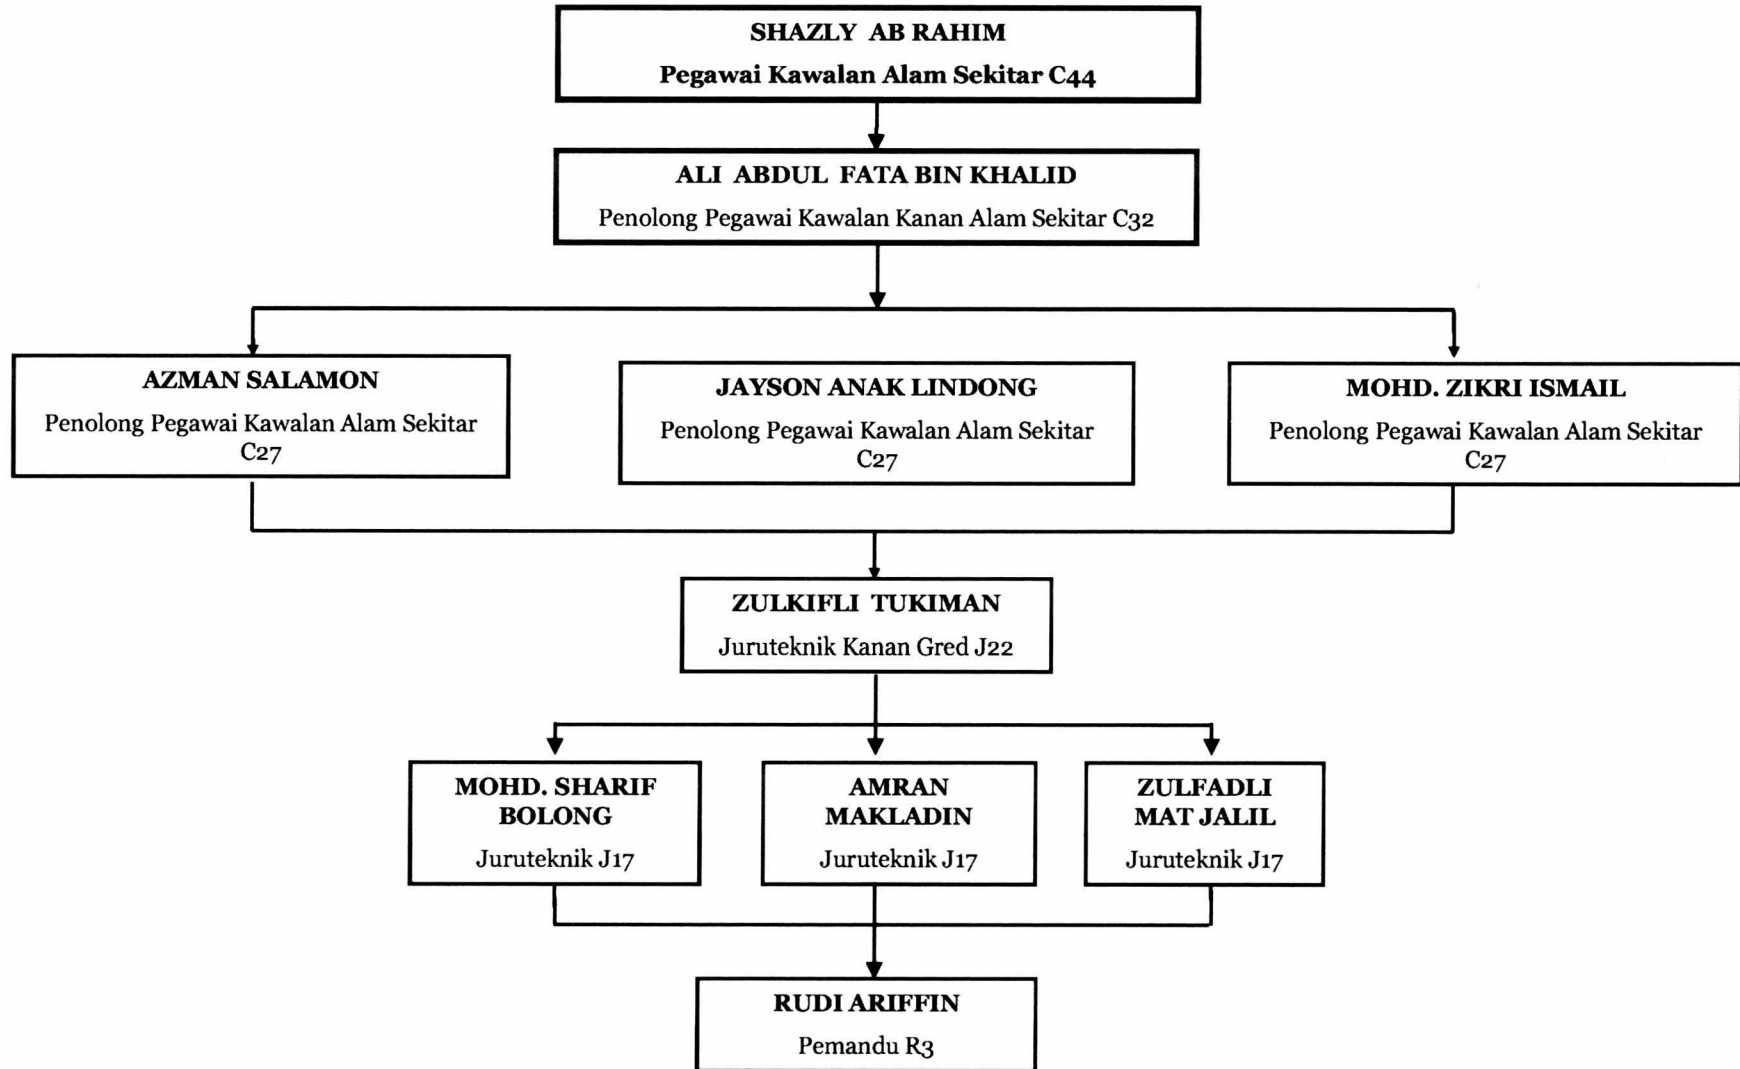 SHAZLY AB RAHIM
Pegawai Kawalan Alam Sekitar C44
ALI ABDUL FATA BIN KHALID
Penolong Pegawai Kawalan Kanan Alam Sekitar C32
AZMAN SALAMON
Penolong Pegawai Kawalan Alam Sekitar
C27
JAYSON ANAK LINDONG
Penolong Pegawai Kawalan Alam Sekitar
C27
MOHD. ZIKRI ISMAIL
Penolong Pegawai Kawalan Alam Sekitar
C27
ZULKIFLI TUKIMAN
Juruteknik Kanan Gred J22
MOHD. SHARIF
BOLONG
Juruteknik J17
AMRAN
MAKLADIN
Juruteknik J17
ZULFADLI
MAT JALIL
Juruteknik J17
RUDI ARIFFIN
Pemandu R3